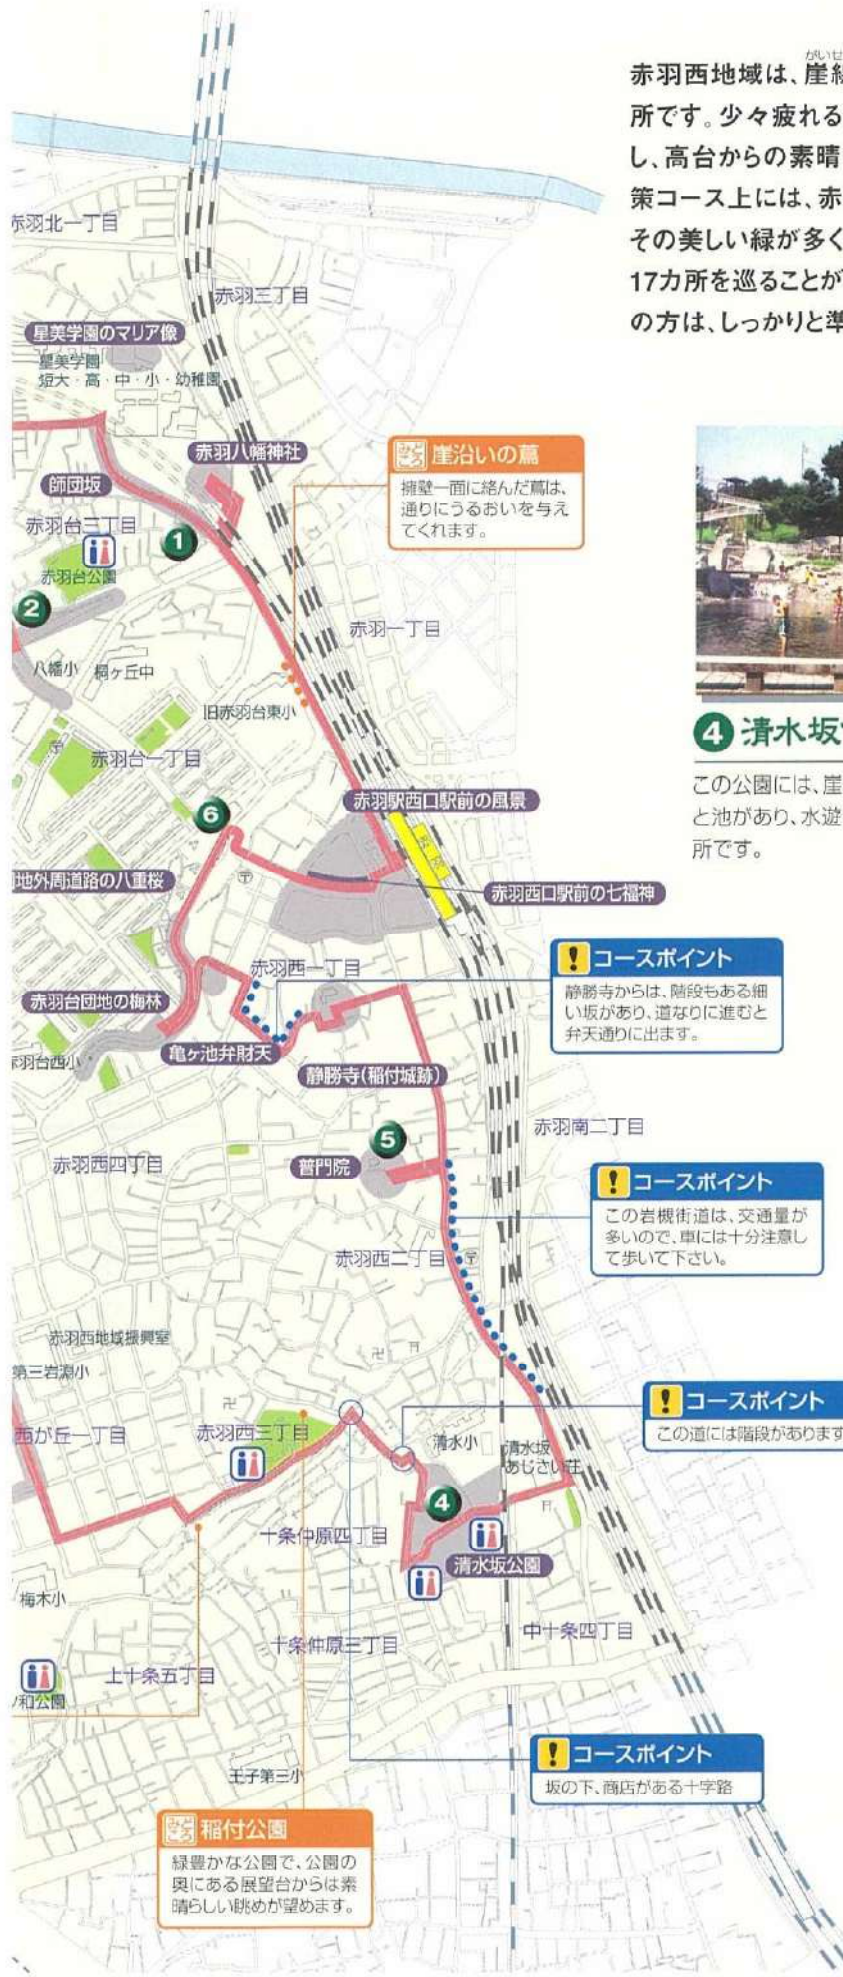 赤羽西地域は、崖線
がいせ
所です。少々疲れる
し、高台からの素晴
策コース上には、赤
その美しい緑が多く
17カ所を巡ることが
の方は、しっかりと準
赤羽北一丁目
赤羽三丁目
星美学園のマリア像
星美学園
短大・高・中・小・幼稚園
赤羽八幡神社
師団坂
赤羽台三丁目
1
赤羽台公園
2
みどころ 崖沿いの蔦
擁壁一面に絡んだ蔦は、
通りにうるおいを与え
てくれます。
赤羽一丁目
八幡小
桐ヶ丘中
旧赤羽台東小
赤羽台一丁目
4 清水坂
この公園には、崖
と池があり、水遊
所です。
6
赤羽駅西口駅前の風景
地外周道路の八重桜
赤羽西口駅前の七福神
赤羽西一丁目
! コースポイント
静勝寺からは、階段もある細
い坂があり、道なりに進むと
弁天通りに出ます。
赤羽台団地の梅林
赤羽台西小
亀ヶ池弁財天
静勝寺(稲付城跡)
赤羽南二丁目
5
赤羽西四丁目
普門院
! コースポイント
この岩槻街道は、交通量が
多いので、車には十分注意し
て歩いて下さい。
赤羽西二丁目
赤羽西地域振興室
第三岩淵小
! コースポイント
この道には階段があります
西が丘一丁目
赤羽西三丁目
清水小
清水坂
あじさい荘
4
十条仲原四丁目
清水坂公園
梅木小
十条仲原三丁目
中十条四丁目
上十条五丁目
ノ和公園
! コースポイント
坂の下、商店がある十字路
王子第三小
みどころ 稲付公園
緑豊かな公園で、公園の
奥にある展望台からは素
晴らしい眺めが望めます。